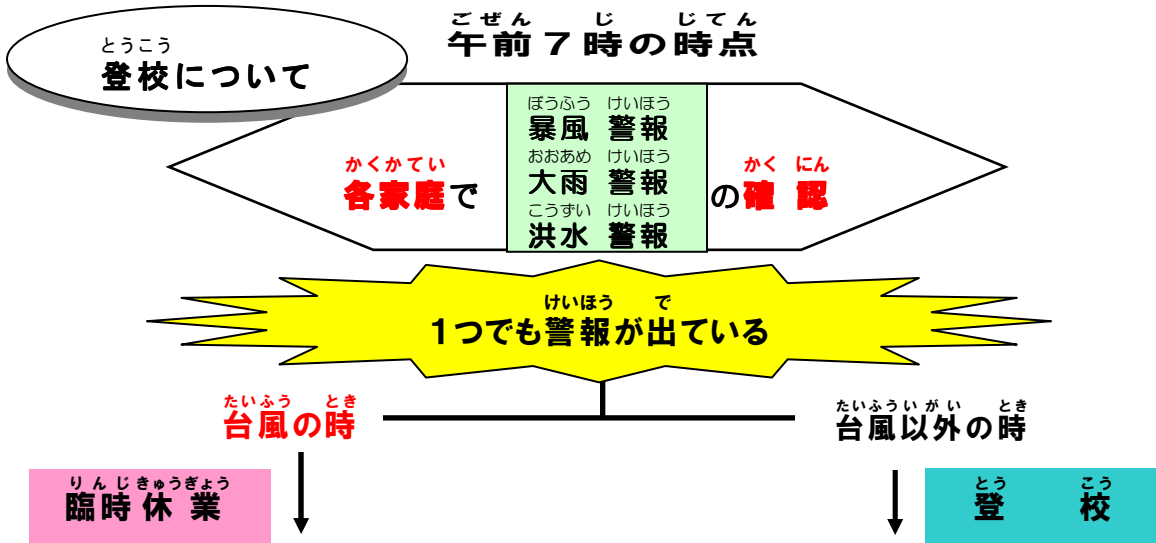 とうこう
登校について
ごぜん じ じてん
午前７時の時点
ぼうふう けいほう
暴風 警報
おおあめ けいほう
大雨 警報
こうずい けいほう
洪水 警報
かくかてい
各家庭で
かく にん
の確 認
けいほう で
１つでも警報が出ている
たいふう とき
台風の時
たいふういがい とき
台風以外の時
りんじきゅうぎょう
臨時休 業
とう こう
登 校